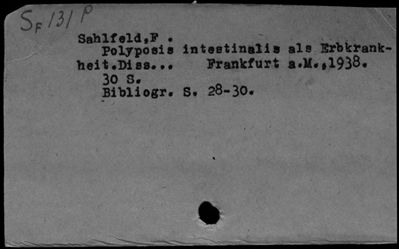 SF 131 P
Sahlfeld,F .
Polyposis intestinalis als Erbkrank-
heit.Diss... Frankfurt a.M.,1938.
30 S.
Bibliogr. S. 28-30.